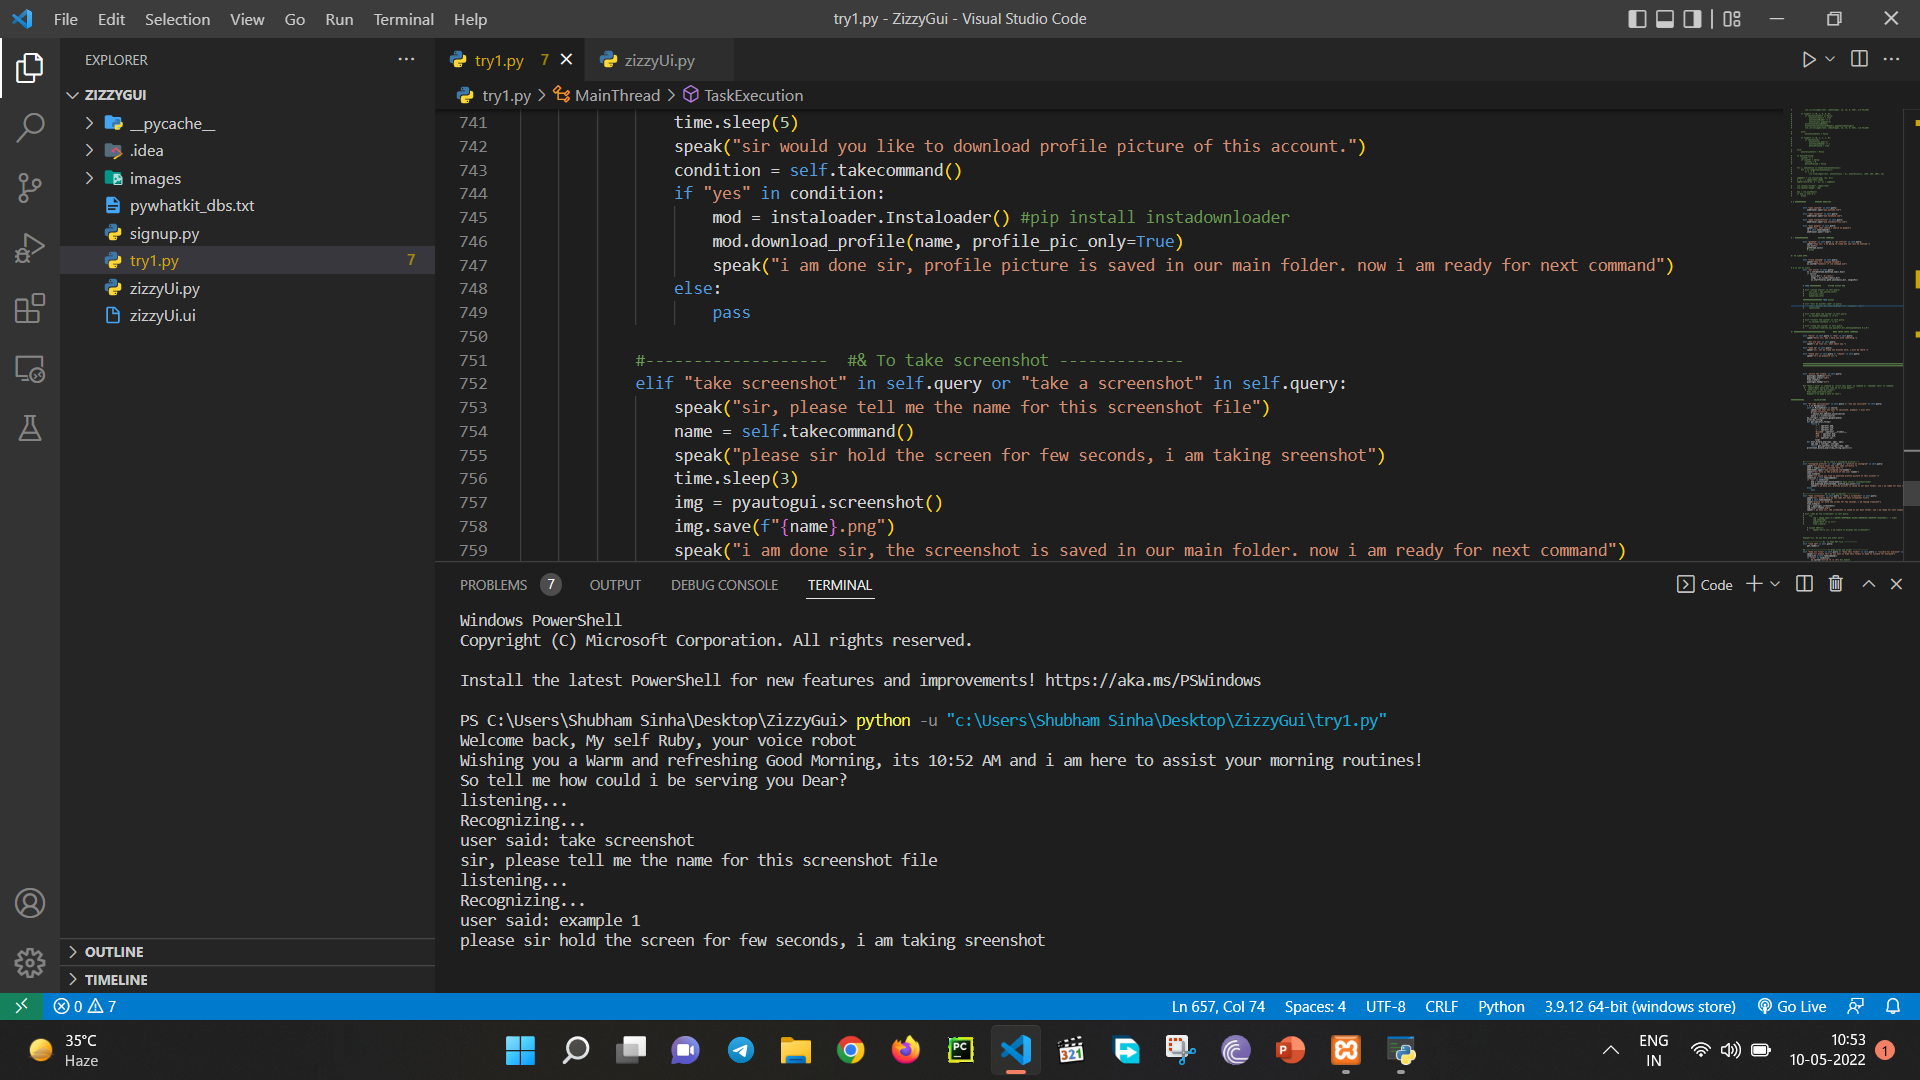 File Edit Selection View Go Run Terminal Help
try1.py - ZizzyGui - Visual Studio Code
EXPLORER
ZIZZYGUI
__pycache__
.idea
images
pywhatkit_dbs.txt
signup.py
try1.py 7
zizzyUi.py
zizzyUi.ui
OUTLINE
TIMELINE
try1.py 7
zizzyUi.py
try1.py > MainThread > TaskExecution
741 time.sleep(5)
742 speak("sir would you like to download profile picture of this account.")
743 condition = self.takecommand()
744 if "yes" in condition:
745 mod = instaloader.Instaloader() #pip install instadownloader
746 mod.download_profile(name, profile_pic_only=True)
747 speak("i am done sir, profile picture is saved in our main folder. now i am ready for next command")
748 else:
749 pass
750
751 #------------------- #& To take screenshot -------------
752 elif "take screenshot" in self.query or "take a screenshot" in self.query:
753 speak("sir, please tell me the name for this screenshot file")
754 name = self.takecommand()
755 speak("please sir hold the screen for few seconds, i am taking sreenshot")
756 time.sleep(3)
757 img = pyautogui.screenshot()
758 img.save(f"{name}.png")
759 speak("i am done sir, the screenshot is saved in our main folder. now i am ready for next command")
PROBLEMS 7 OUTPUT DEBUG CONSOLE TERMINAL
Code
Windows PowerShell
Copyright (C) Microsoft Corporation. All rights reserved.
Install the latest PowerShell for new features and improvements! https://aka.ms/PSWindows
PS C:\Users\Shubham Sinha\Desktop\ZizzyGui> python -u "c:\Users\Shubham Sinha\Desktop\ZizzyGui\try1.py"
Welcome back, My self Ruby, your voice robot
Wishing you a Warm and refreshing Good Morning, its 10:52 AM and i am here to assist your morning routines!
So tell me how could i be serving you Dear?
listening...
Recognizing...
user said: take screenshot
sir, please tell me the name for this screenshot file
listening...
Recognizing...
user said: example 1
please sir hold the screen for few seconds, i am taking sreenshot
0 7
Ln 657, Col 74 Spaces: 4 UTF-8 CRLF Python 3.9.12 64-bit (windows store) Go Live
35°C
Haze
PC
321
P
ENG
IN
10:53
10-05-2022
1